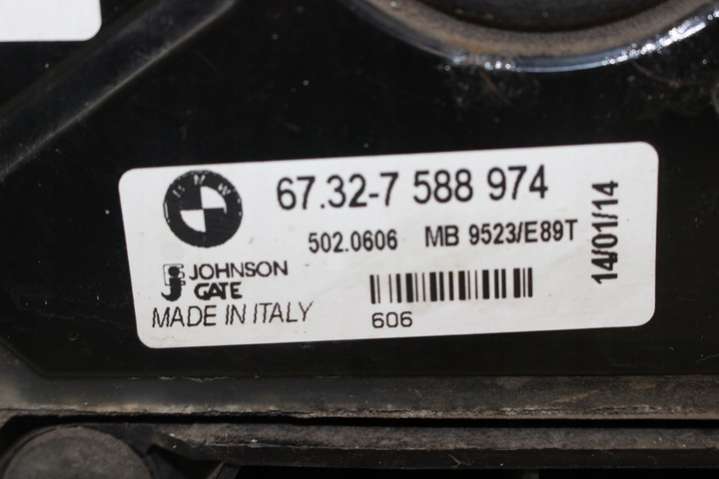 BMW
67.32-7 588 974
502.0606 MB 9523/E89T
JOHNSON
GATE
MADE IN ITALY
606
14/01/14